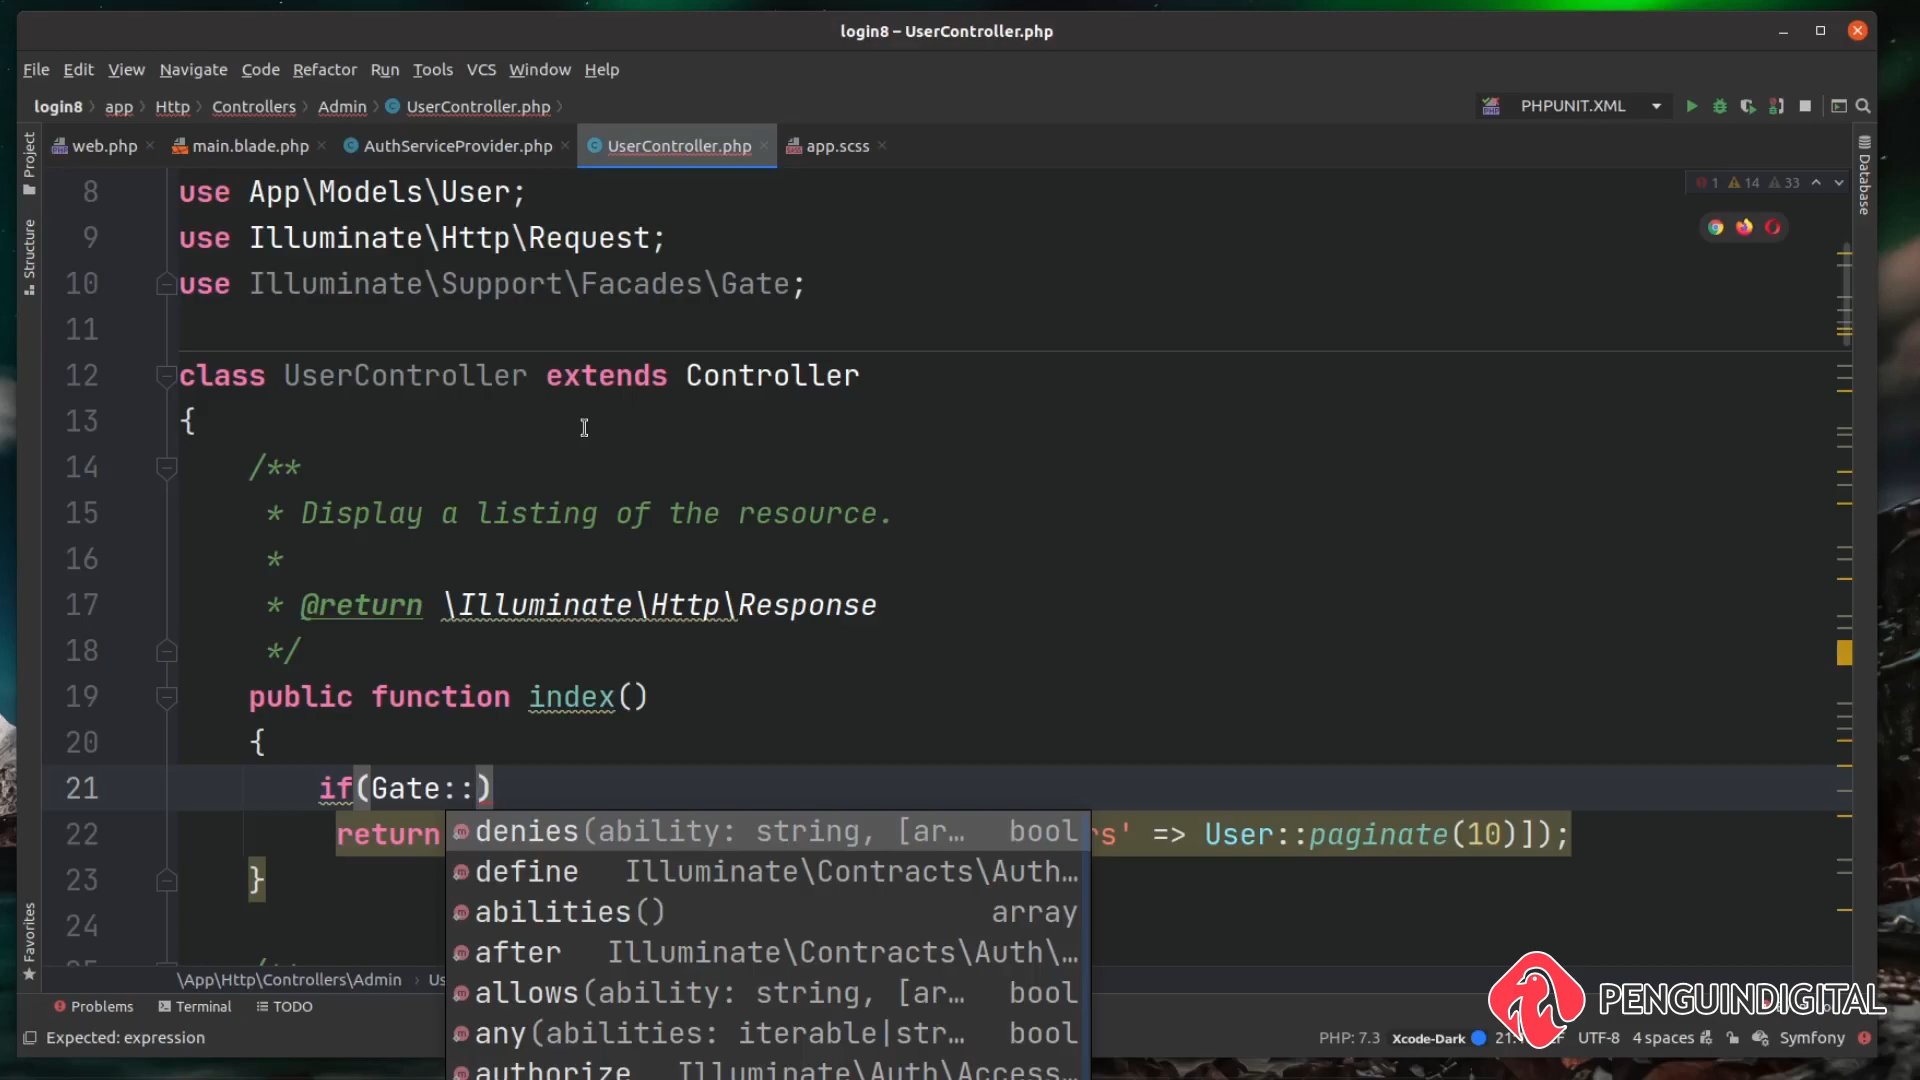 login8 – UserController.php
File Edit View Navigate Code Refactor Run Tools VCS Window Help
login8 app Http Controllers Admin UserController.php
PHPUNIT.XML
web.php main.blade.php AuthServiceProvider.php UserController.php app.scss
Project
Structure
Favorites
Database
1 14 33
8 use App\Models\User;
9 use Illuminate\Http\Request;
10 use Illuminate\Support\Facades\Gate;
11
12 class UserController extends Controller
13 {
14 /**
15 * Display a listing of the resource.
16 *
17 * @return \Illuminate\Http\Response
18 */
19 public function index()
20 {
21 if(Gate::)
22 return rs' => User::paginate(10)]);
23 }
24
denies(ability: string, [ar… bool
define Illuminate\Contracts\Auth…
abilities() array
after Illuminate\Contracts\Auth\…
allows(ability: string, [ar… bool
any(abilities: iterable|str… bool
authorize Illuminate\Auth\Access…
\App\Http\Controllers\Admin
Problems Terminal TODO
PENGUINDIGITAL
Expected: expression
PHP: 7.3 Xcode-Dark UTF-8 4 spaces Symfony